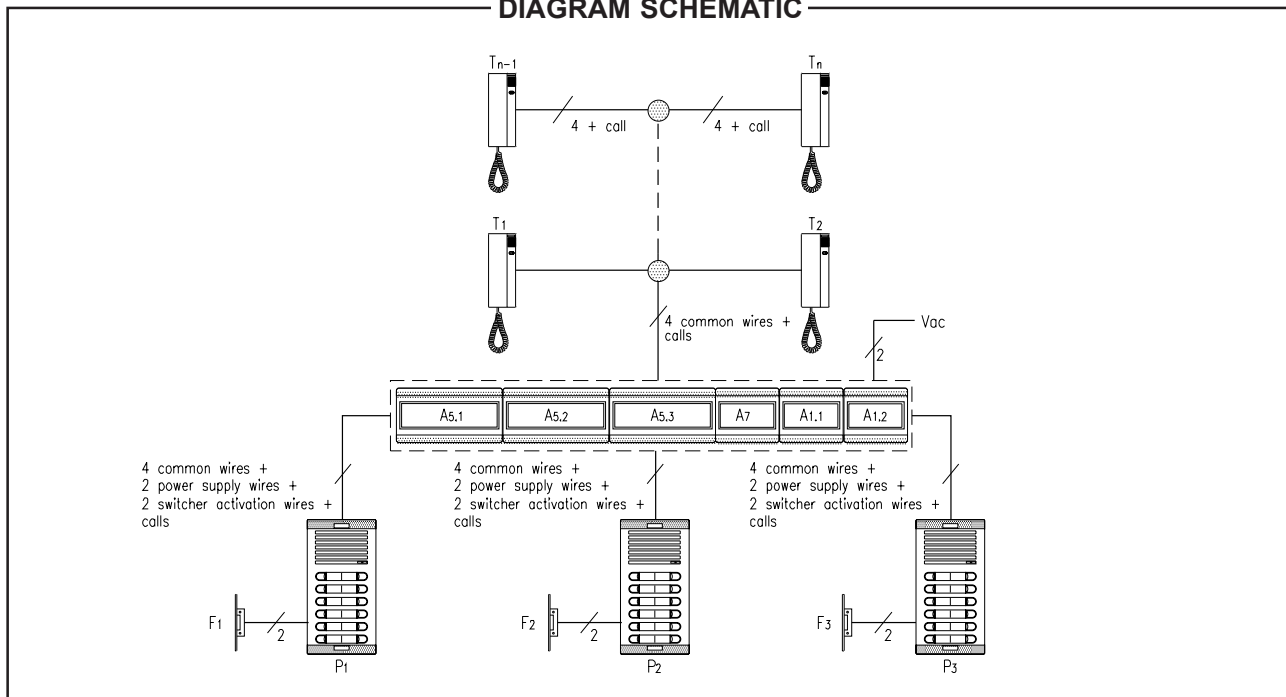 DIAGRAM SCHEMATIC
Tn-1
Tn
4 + call
4 + call
T1
T2
4 common wires +
calls
Vac
2
A5.1
A5.2
A5.3
A7
A1.1
A1.2
4 common wires +
2 power supply wires +
2 switcher activation wires +
calls
4 common wires +
2 power supply wires +
2 switcher activation wires +
calls
4 common wires +
2 power supply wires +
2 switcher activation wires +
calls
F1
2
P1
F2
2
P2
F3
2
P3